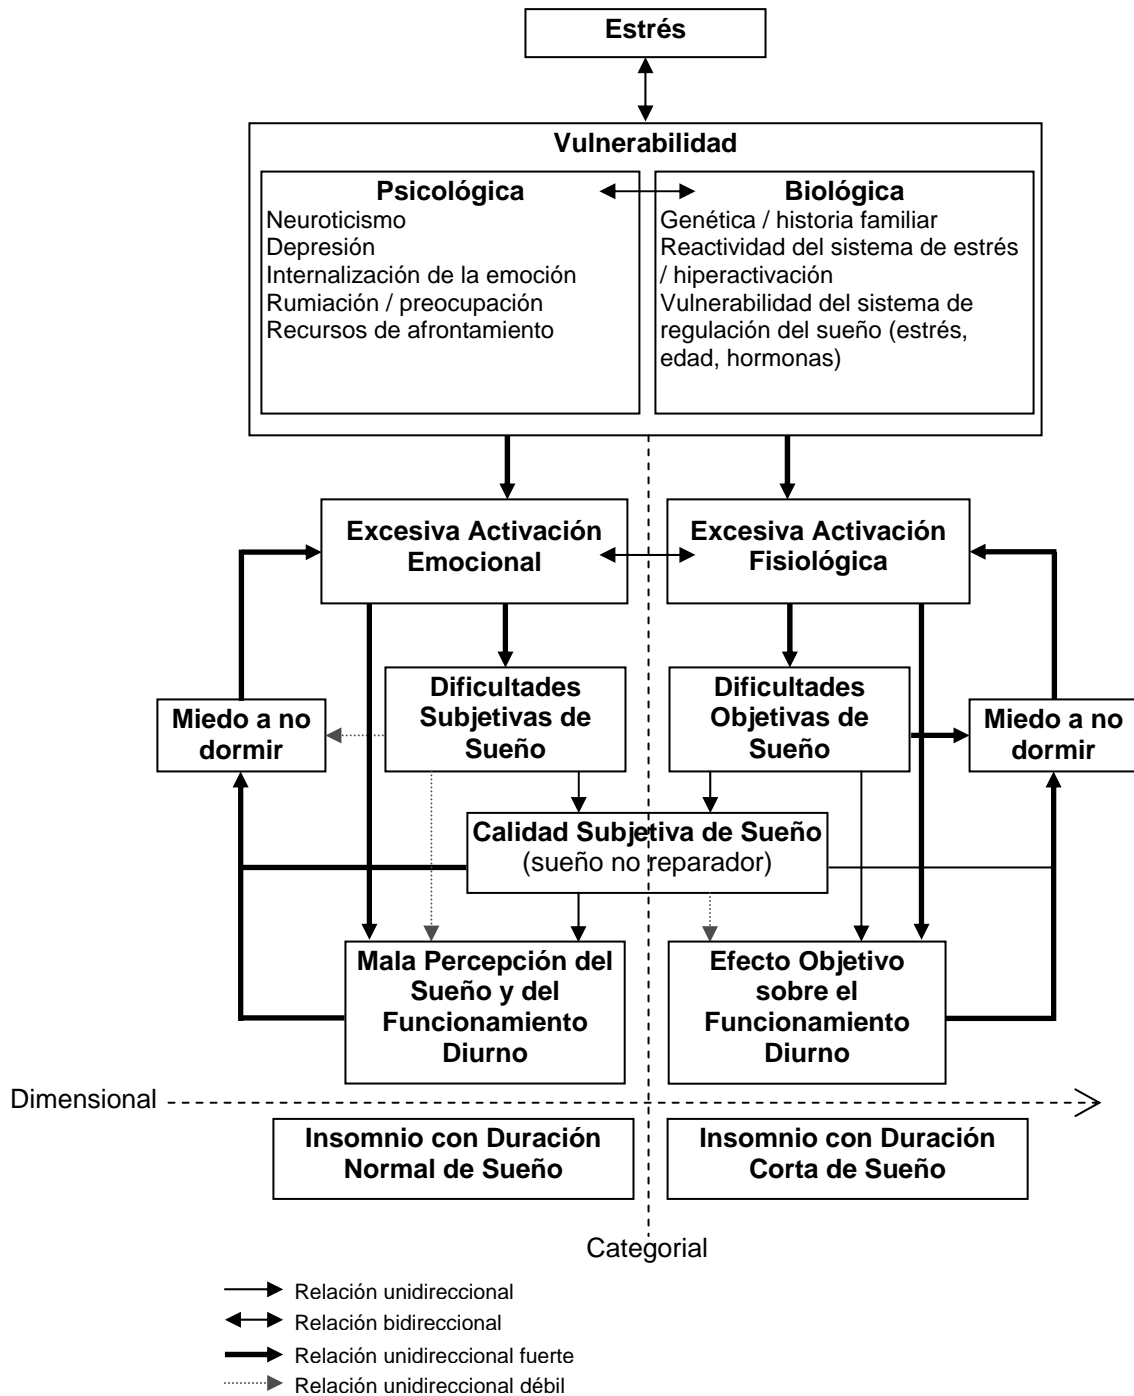 Estrés
Vulnerabilidad
Psicológica
Neuroticismo
Depresión
Internalización de la emoción
Rumiación / preocupación
Recursos de afrontamiento
Biológica
Genética / historia familiar
Reactividad del sistema de estrés
/ hiperactivación
Vulnerabilidad del sistema de
regulación del sueño (estrés,
edad, hormonas)
Excesiva Activación
Emocional
Excesiva Activación
Fisiológica
Miedo a no
dormir
Dificultades
Subjetivas de
Sueño
Dificultades
Objetivas de
Sueño
Miedo a no
dormir
Calidad Subjetiva de Sueño
(sueño no reparador)
Mala Percepción del
Sueño y del
Funcionamiento
Diurno
Efecto Objetivo
sobre el
Funcionamiento
Diurno
Dimensional
Insomnio con Duración
Normal de Sueño
Insomnio con Duración
Corta de Sueño
Categorial
Relación unidireccional
Relación bidireccional
Relación unidireccional fuerte
Relación unidireccional débil